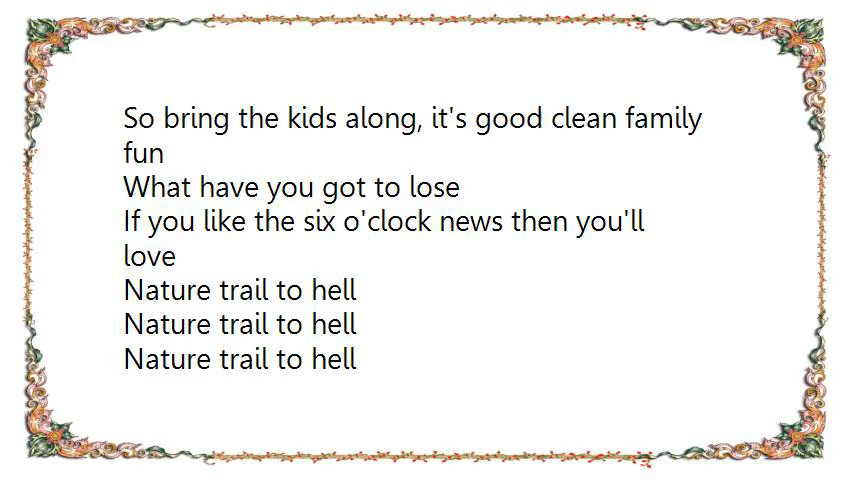 So bring the kids along, it's good clean family
fun
What have you got to lose
If you like the six o'clock news then you'll
love
Nature trail to hell
Nature trail to hell
Nature trail to hell